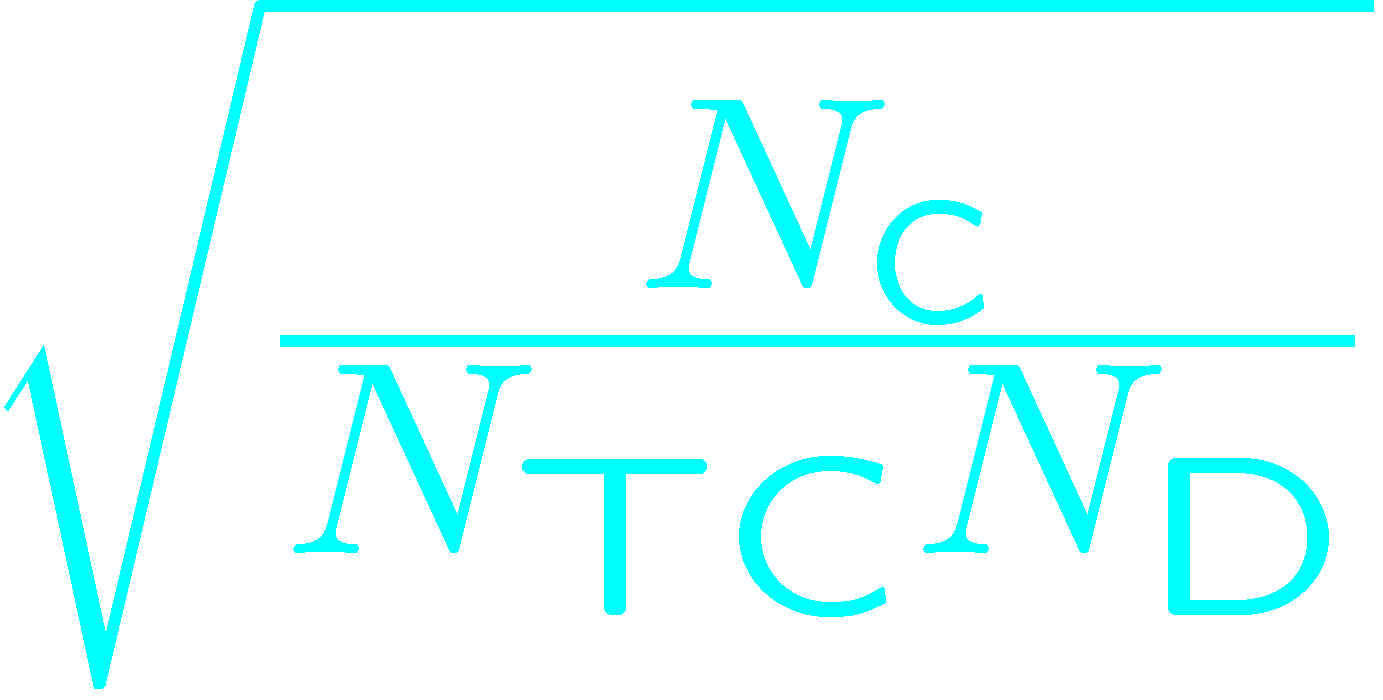 √(N_C / (N_TC N_D))